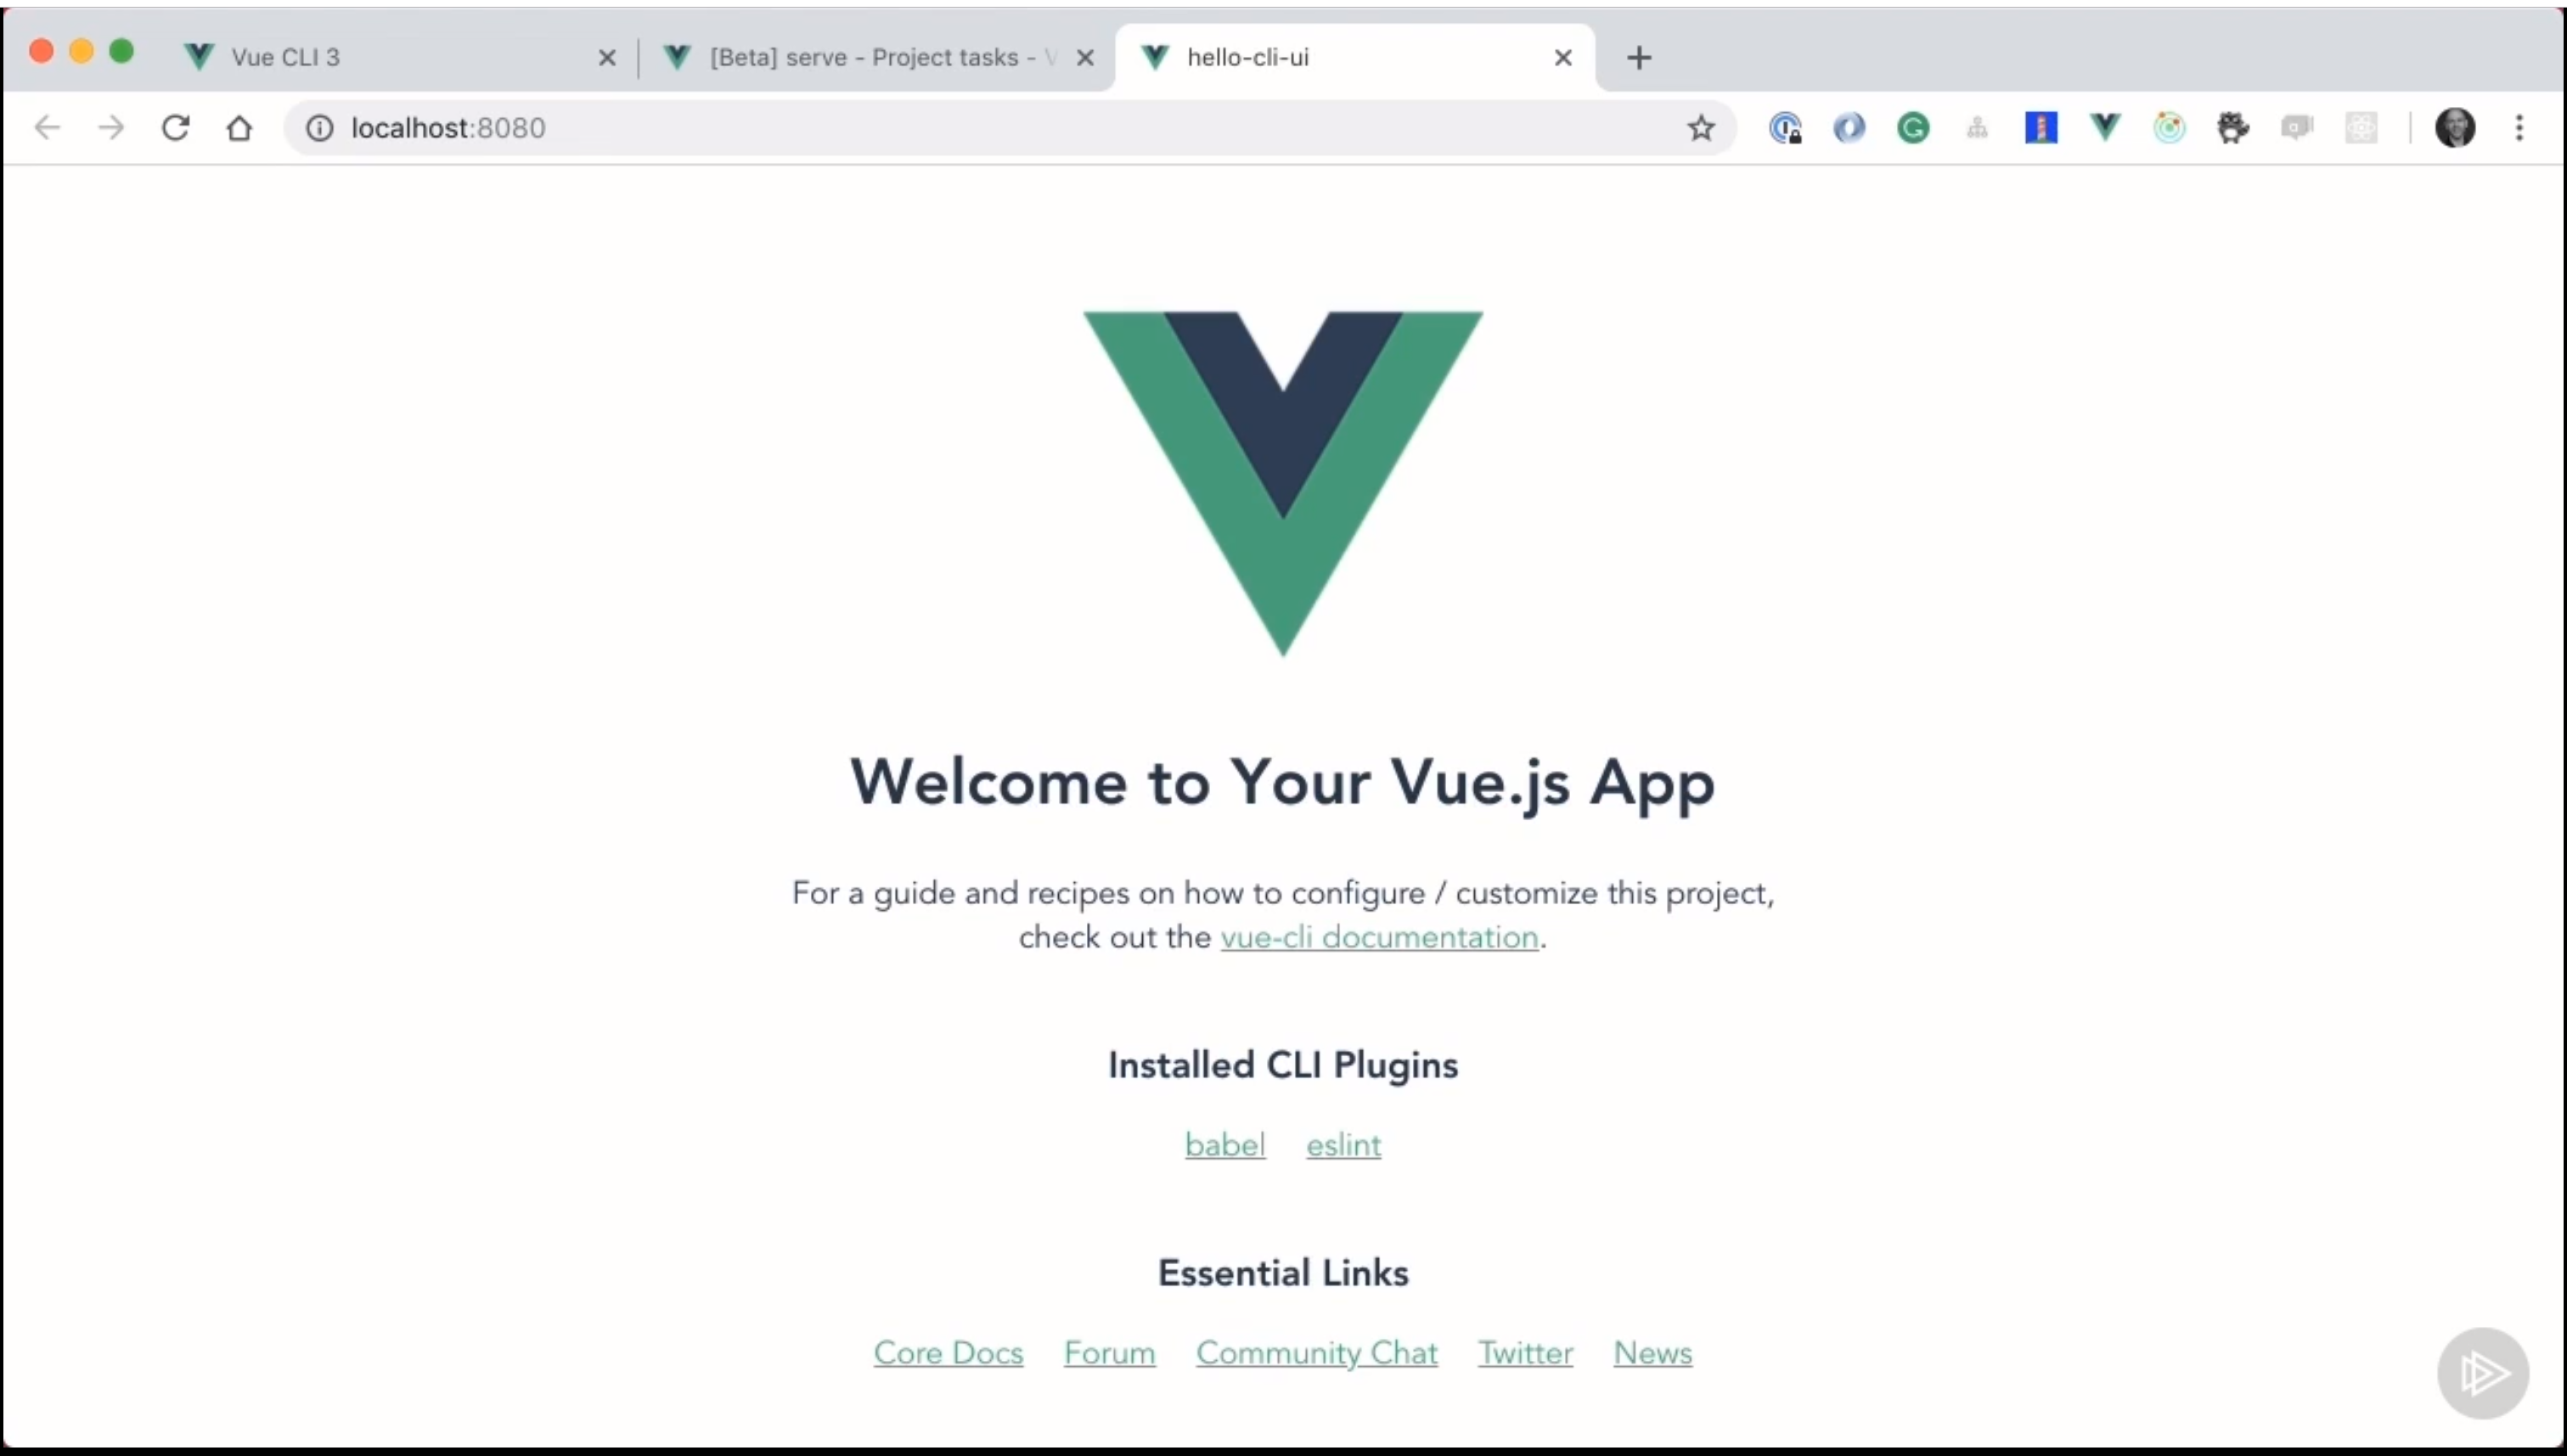 Vue CLI 3
[Beta] serve - Project tasks - V
hello-cli-ui
localhost:8080
Welcome to Your Vue.js App
For a guide and recipes on how to configure / customize this project,
check out the vue-cli documentation.
Installed CLI Plugins
babel eslint
Essential Links
Core Docs Forum Community Chat Twitter News